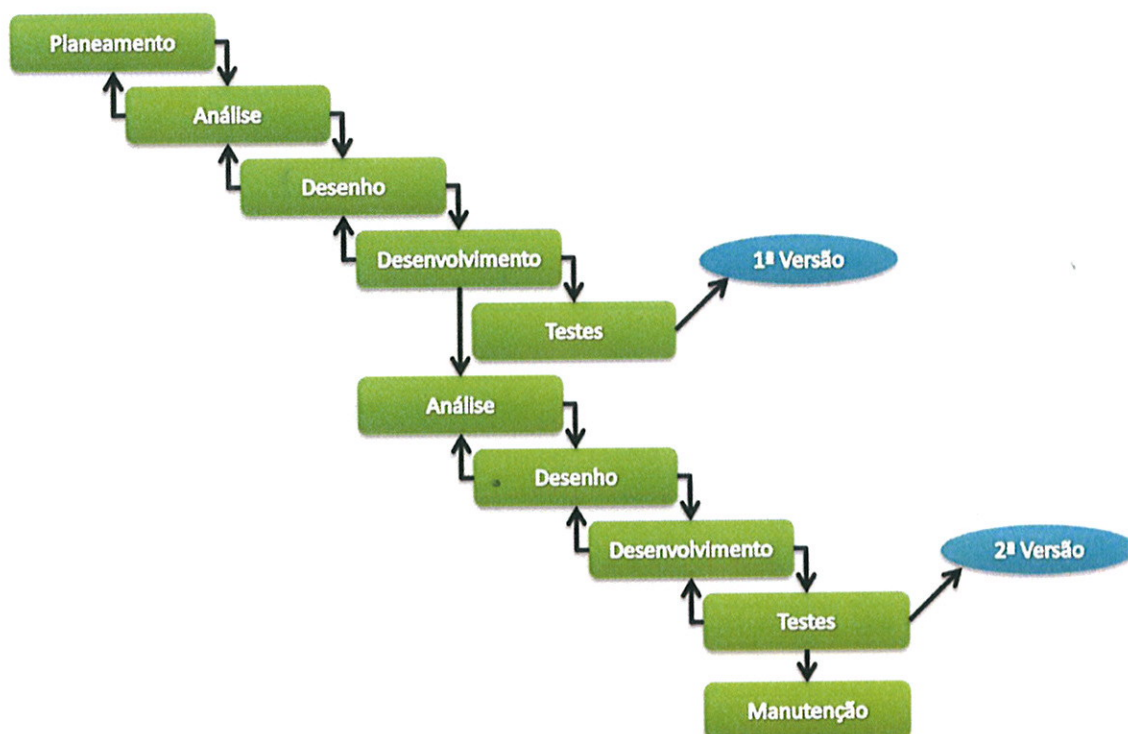 Planeamento
Análise
Desenho
Desenvolvimento
1ª Versão
Testes
Análise
Desenho
Desenvolvimento
2ª Versão
Testes
Manutenção